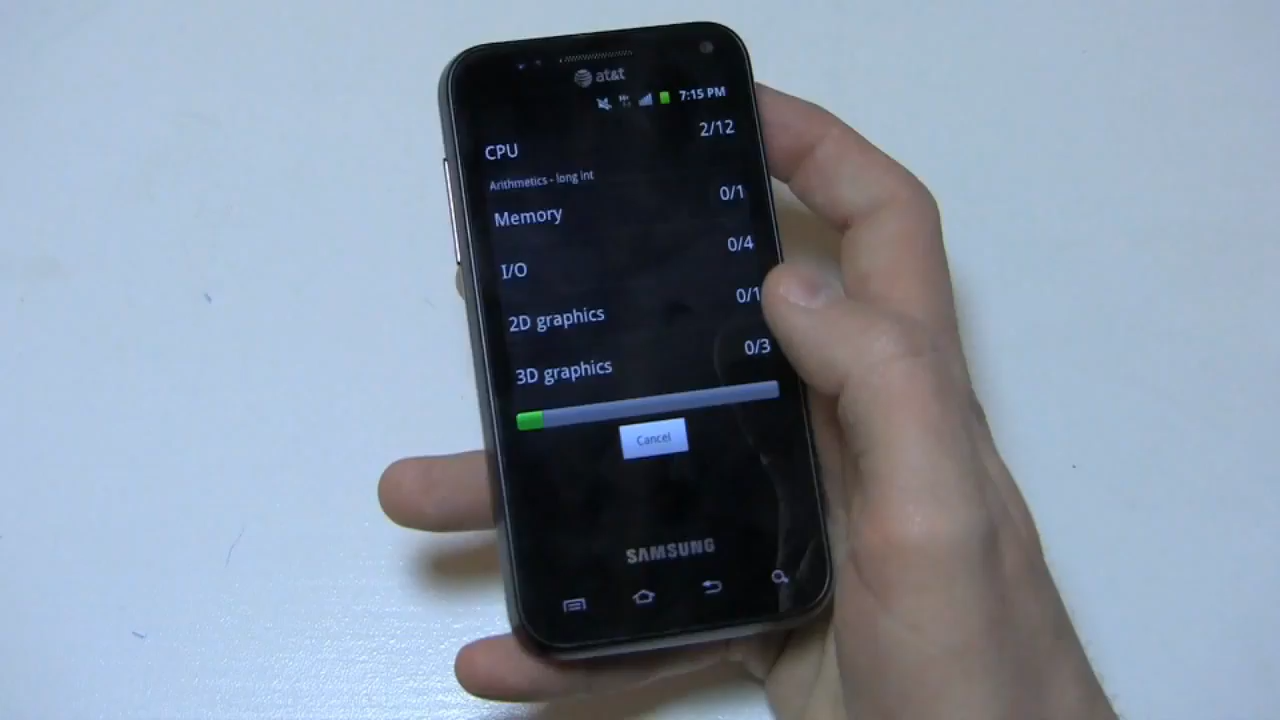 at&t
7:15 PM
CPU 2/12
Arithmetics - long int
Memory 0/1
I/O 0/4
2D graphics 0/1
3D graphics 0/3
Cancel
SAMSUNG